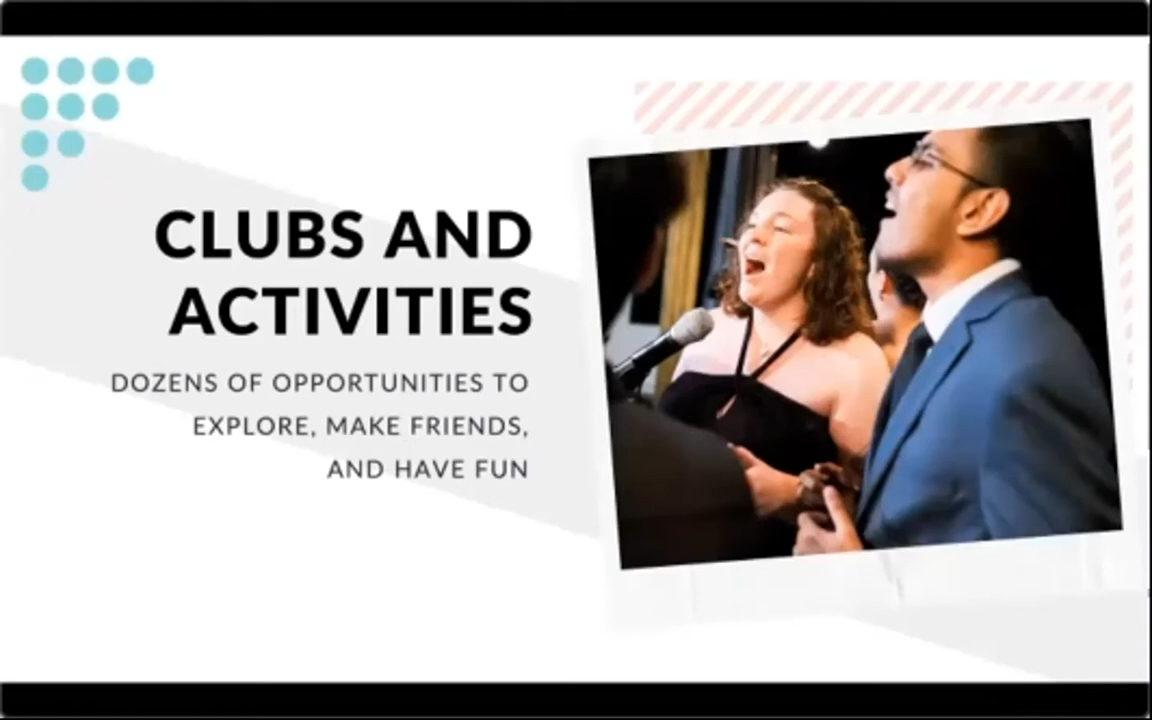 CLUBS AND
ACTIVITIES
DOZENS OF OPPORTUNITIES TO
EXPLORE, MAKE FRIENDS,
AND HAVE FUN